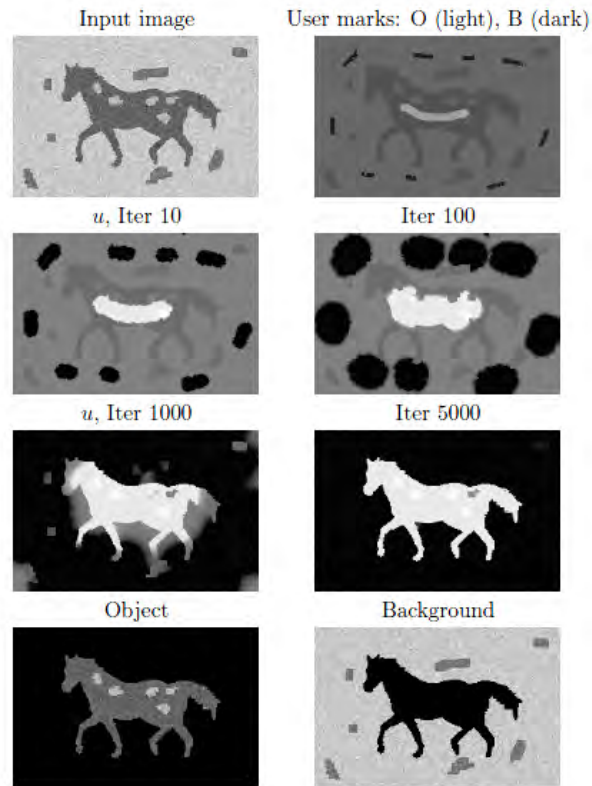 Input image
User marks: O (light), B (dark)
u, Iter 10
Iter 100
u, Iter 1000
Iter 5000
Object
Background